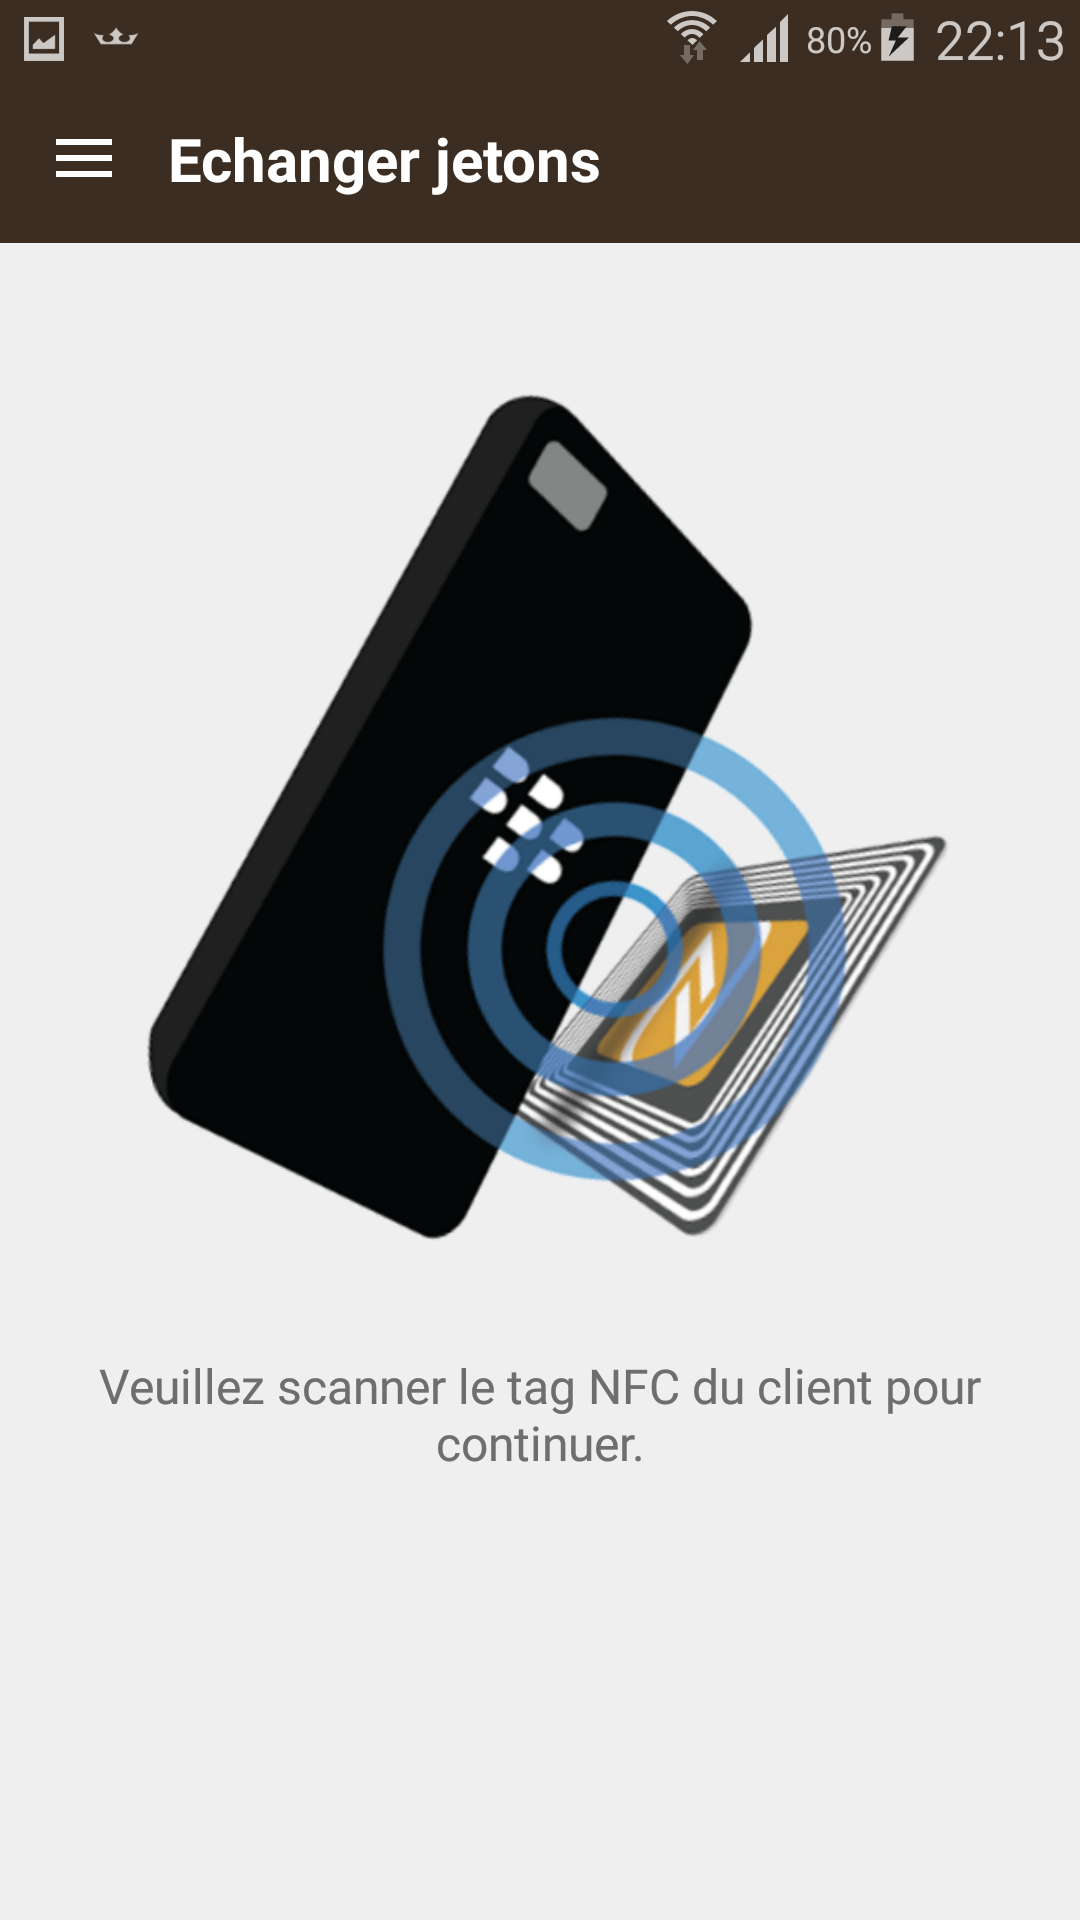 80% 22:13
Echanger jetons
Veuillez scanner le tag NFC du client pour
continuer.